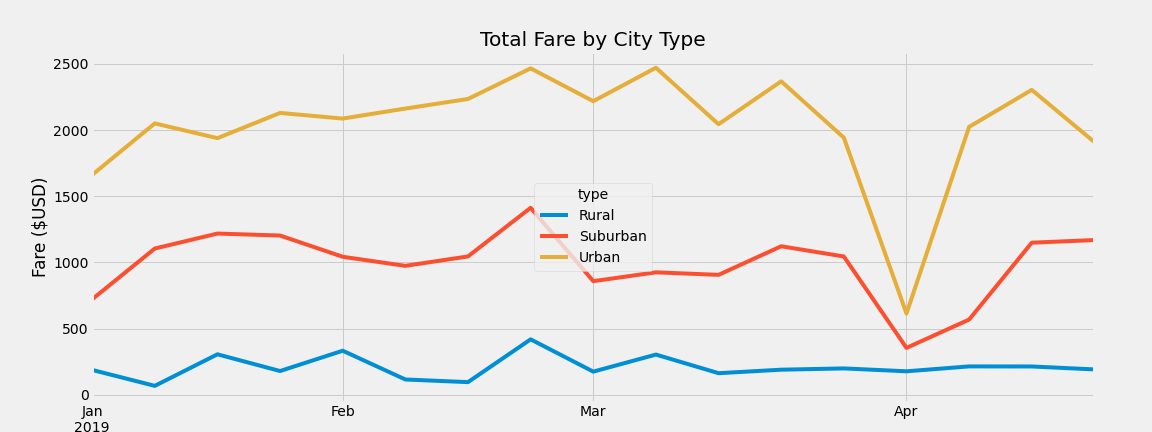 Total Fare by City Type
Fare ($USD)
2500
2000
1500
1000
500
0
type
Rural
Suburban
Urban
Jan
2019
Feb
Mar
Apr